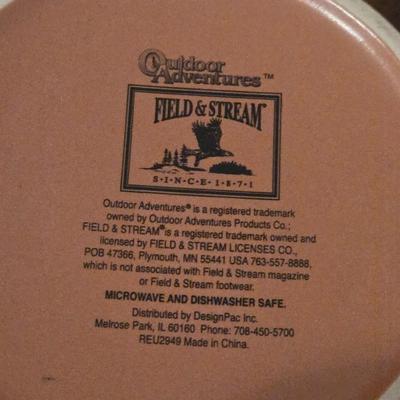 Outdoor
Adventures™
FIELD & STREAM
S·I·N·C·E·1·8·7·1
Outdoor Adventures® is a registered trademark
owned by Outdoor Adventures Products Co.;
FIELD & STREAM® is a registered trademark owned and
licensed by FIELD & STREAM LICENSES CO.,
POB 47366, Plymouth, MN 55441 USA 763-557-8888,
which is not associated with Field & Stream magazine
or Field & Stream footwear.
MICROWAVE AND DISHWASHER SAFE.
Distributed by DesignPac Inc.
Melrose Park, IL 60160 Phone: 708-450-5700
REU2949 Made in China.